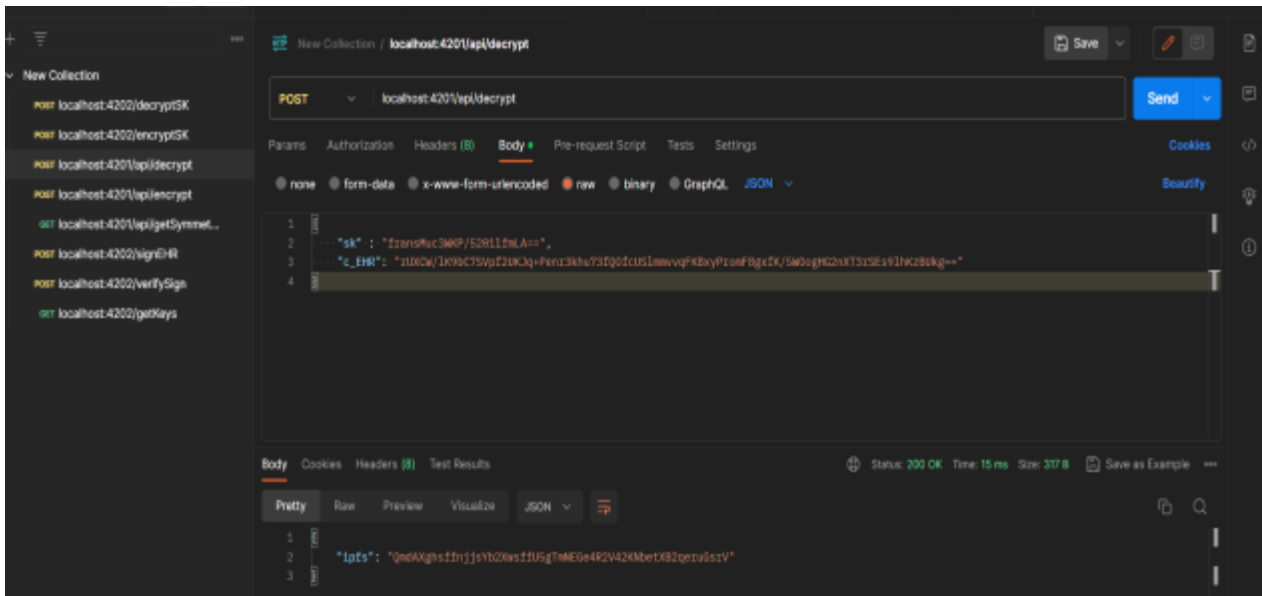 New Collection / localhost:4201/api/decrypt
Save
New Collection
POST localhost:4202/decryptSK
POST localhost:4202/encryptSK
POST localhost:4201/api/decrypt
POST localhost:4201/api/encrypt
GET localhost:4201/api/getSymmet...
POST localhost:4202/signEHR
POST localhost:4202/verifySign
GET localhost:4202/getKeys
POST localhost:4201/api/decrypt Send
Params Authorization Headers (8) Body Pre-request Script Tests Settings Cookies
none form-data x-www-form-urlencoded raw binary GraphQL JSON Beautify
1 {
2 "sk" :
3 "c_EHR":
4 }
Body Cookies Headers (8) Test Results Status: 200 OK Time: 15 ms Size: 317 B Save as Example
Pretty Raw Preview Visualize JSON
1 {
2 "ipfs":
3 }